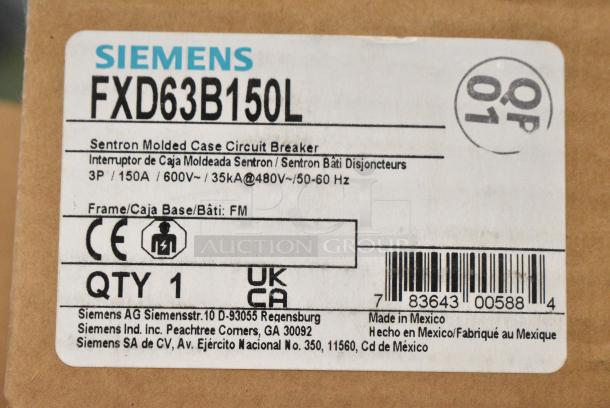 SIEMENS
FXD63B150L
QP
01
Sentron Molded Case Circuit Breaker
Interruptor de Caja Moldeada Sentron / Sentron Bâti Disjoncteurs
3P / 150A / 600V~ / 35kA@480V~/50-60 Hz
Frame/Caja Base/Bâti: FM
CE
AUCTION GROUP
QTY 1
UK
CA
7 83643 00588 4
Siemens AG Siemensstr.10 D-93055 Regensburg
Siemens Ind. Inc. Peachtree Corners, GA 30092
Siemens SA de CV, Av. Ejército Nacional No. 350, 11560, Cd de México
Made in Mexico
Hecho en Mexico/Fabriqué au Mexique